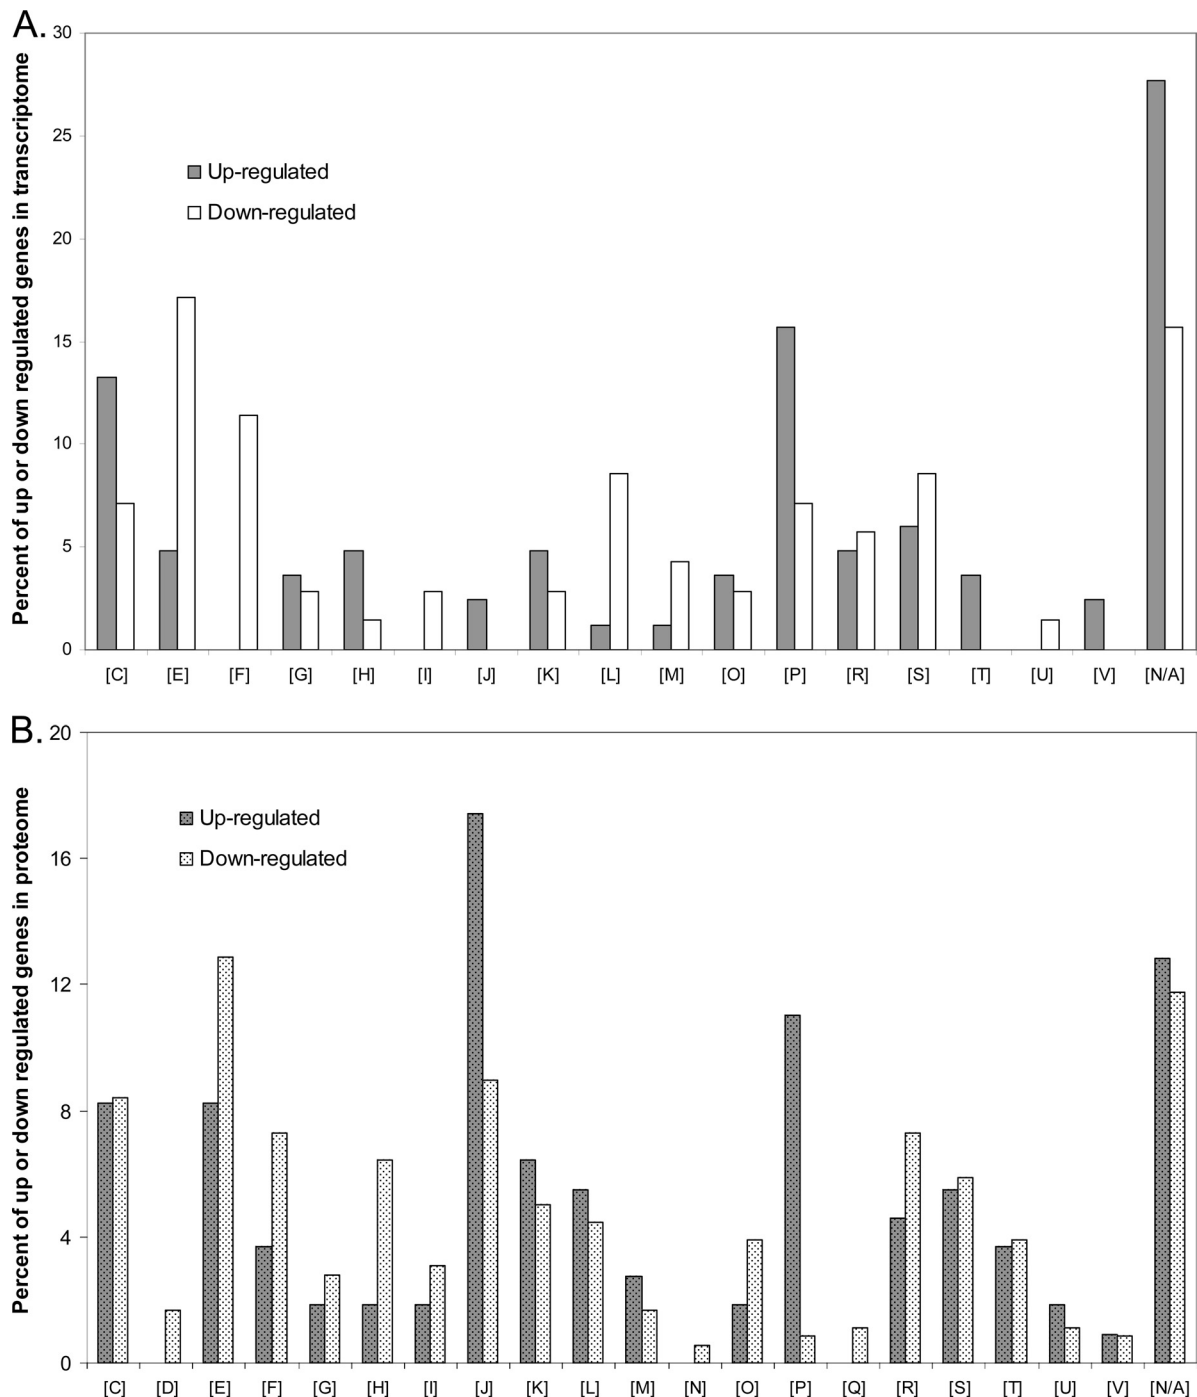 A.
Percent of up or down regulated genes in transcriptome
30
25
20
15
10
5
0
Up-regulated
Down-regulated
[C] [E] [F] [G] [H] [I] [J] [K] [L] [M] [O] [P] [R] [S] [T] [U] [V] [N/A]
B.
Percent of up or down regulated genes in proteome
20
16
12
8
4
0
Up-regulated
Down-regulated
[C] [D] [E] [F] [G] [H] [I] [J] [K] [L] [M] [N] [O] [P] [Q] [R] [S] [T] [U] [V] [N/A]